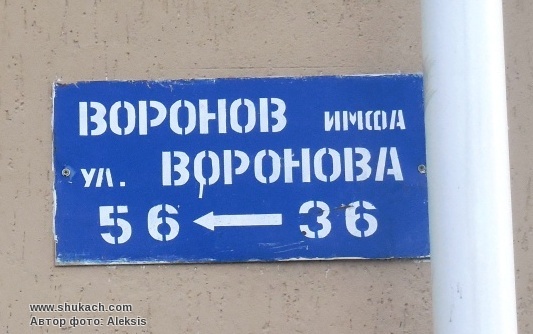 ВОРОНОВ ИМФА
УЛ. ВОРОНОВА
56 ← 36
www.shukach.com
Автор фото: Aleksis